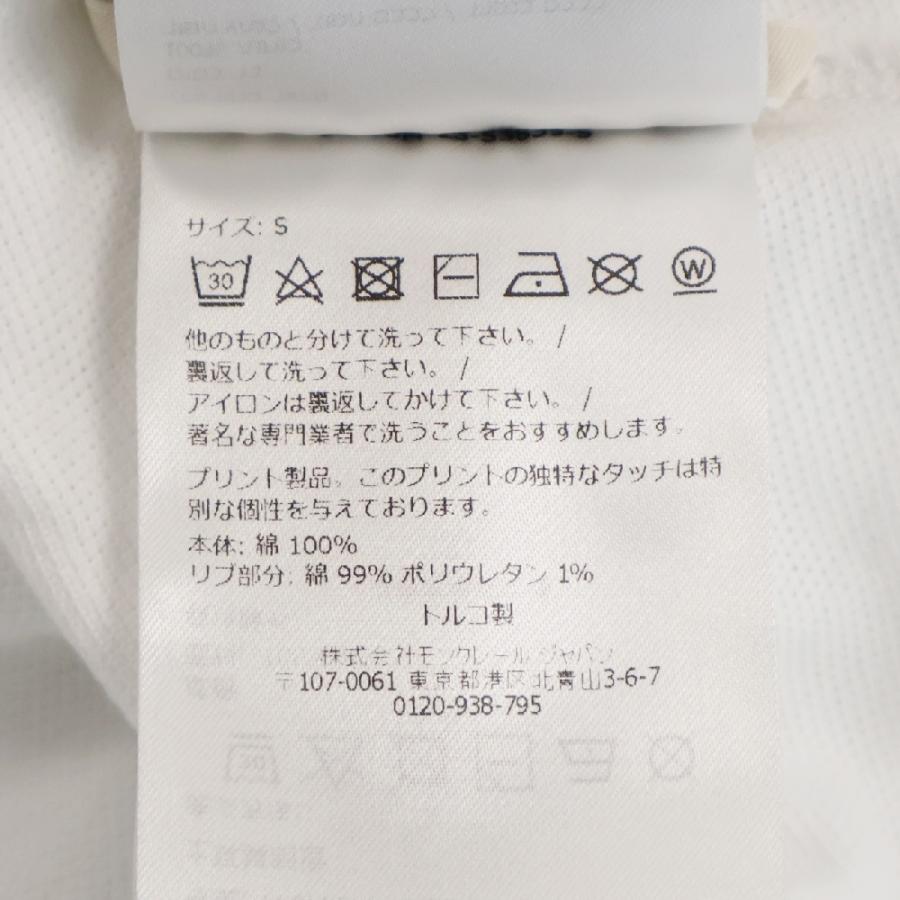 サイズ: S
30
W
他のものと分けて洗って下さい。 /
裏返して洗って下さい。 /
アイロンは裏返してかけて下さい。 /
著名な専門業者で洗うことをおすすめします。
プリント製品。このプリントの独特なタッチは特
別な個性を与えております。
本体: 綿 100%
リブ部分: 綿 99% ポリウレタン 1%
トルコ製
株式会社モンクレール ジャパン
〒107-0061 東京都港区北青山3-6-7
0120-938-795